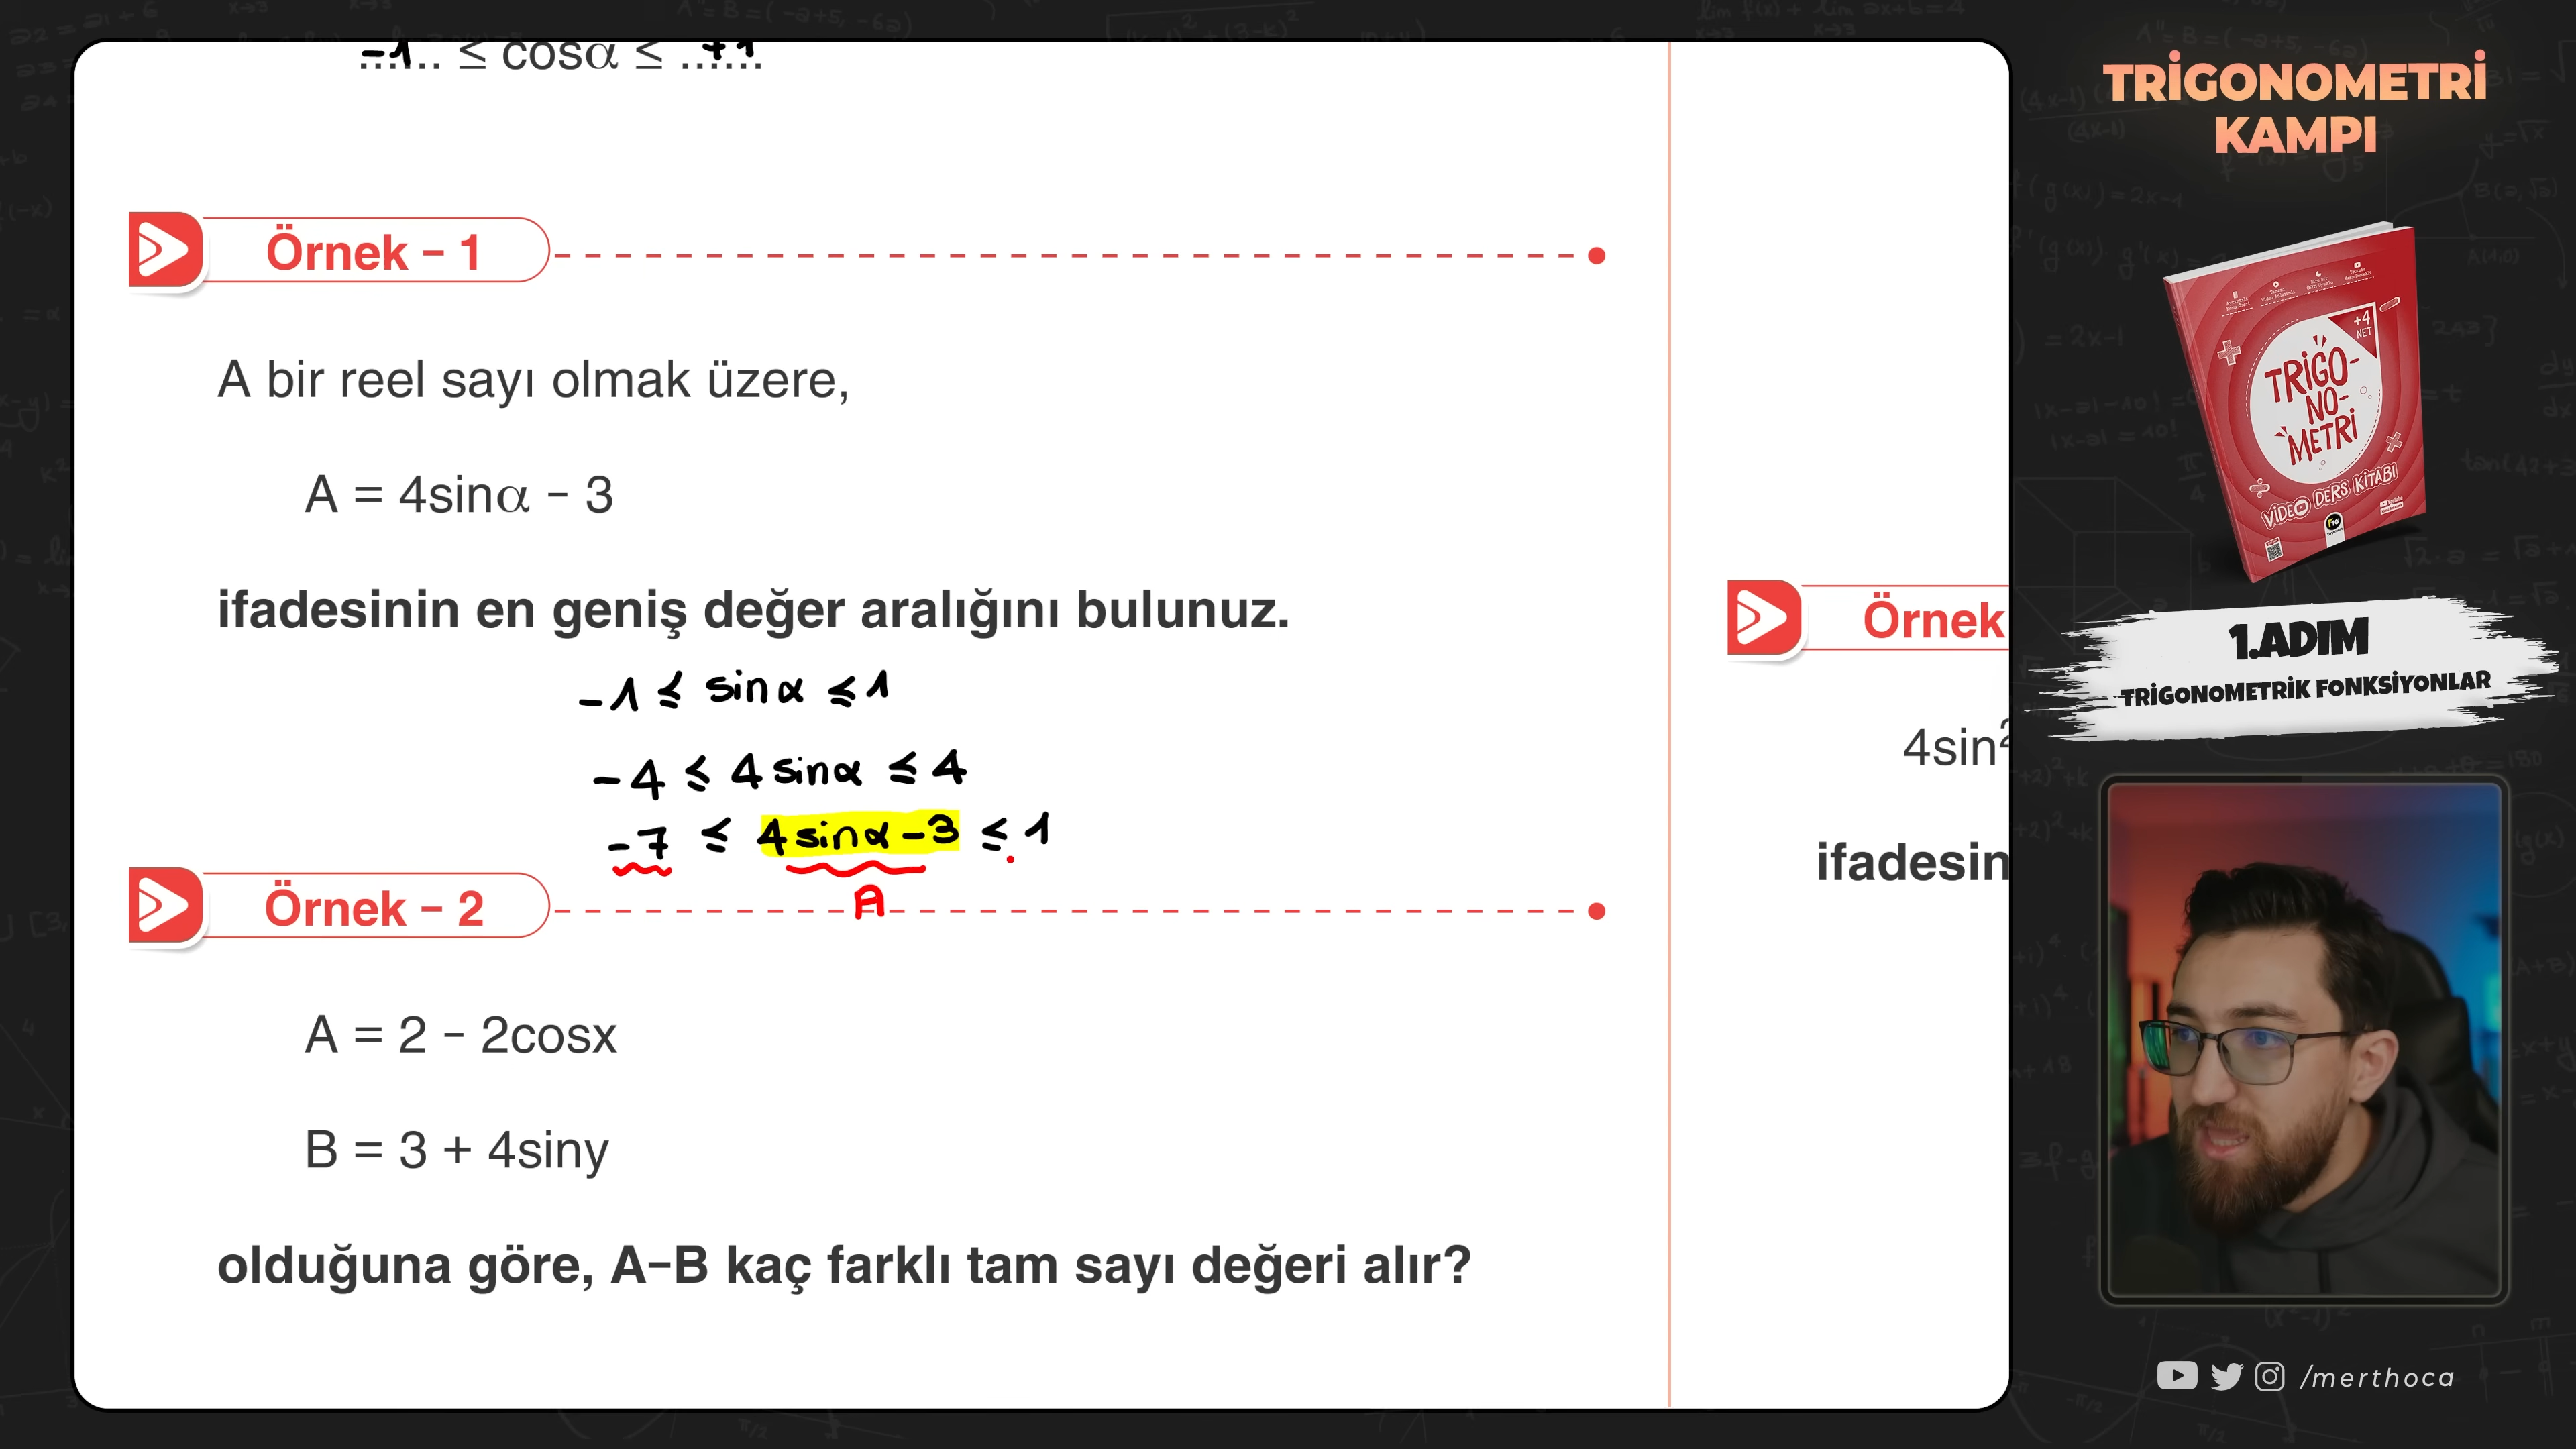 -1 ≤ cosα ≤ +1
Örnek – 1
A bir reel sayı olmak üzere,
A = 4sinα – 3
ifadesinin en geniş değer aralığını bulunuz.
-1 ≤ sinα ≤ 1
-4 ≤ 4sinα ≤ 4
-7 ≤ 4sinα-3 ≤ 1
A
Örnek – 2
A = 2 – 2cosx
B = 3 + 4siny
olduğuna göre, A–B kaç farklı tam sayı değeri alır?
Örnek
4sin²
ifadesin
TRİGONOMETRİ
KAMPI
+4
NET
TRİGO-
NO-
METRİ
VİDEO DERS KİTABI
1.ADIM
TRİGONOMETRİK FONKSİYONLAR
/merthoca